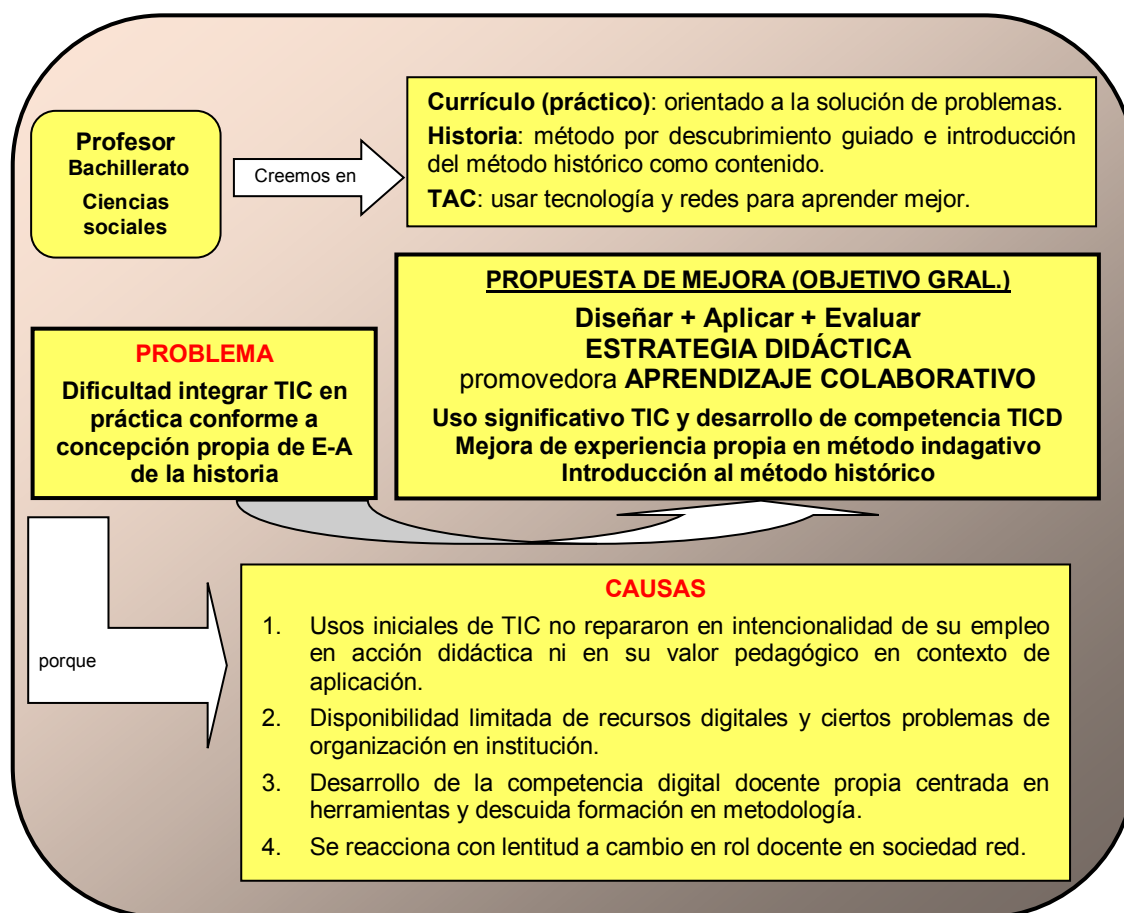 Profesor
Bachillerato
Ciencias
sociales
Creemos en
Currículo (práctico): orientado a la solución de problemas.
Historia: método por descubrimiento guiado e introducción
del método histórico como contenido.
TAC: usar tecnología y redes para aprender mejor.
PROBLEMA
Dificultad integrar TIC en
práctica conforme a
concepción propia de E-A
de la historia
PROPUESTA DE MEJORA (OBJETIVO GRAL.)
Diseñar + Aplicar + Evaluar
ESTRATEGIA DIDÁCTICA
promovedora APRENDIZAJE COLABORATIVO
Uso significativo TIC y desarrollo de competencia TICD
Mejora de experiencia propia en método indagativo
Introducción al método histórico
porque
CAUSAS
1. Usos iniciales de TIC no repararon en intencionalidad de su empleo
en acción didáctica ni en su valor pedagógico en contexto de
aplicación.
2. Disponibilidad limitada de recursos digitales y ciertos problemas de
organización en institución.
3. Desarrollo de la competencia digital docente propia centrada en
herramientas y descuida formación en metodología.
4. Se reacciona con lentitud a cambio en rol docente en sociedad red.